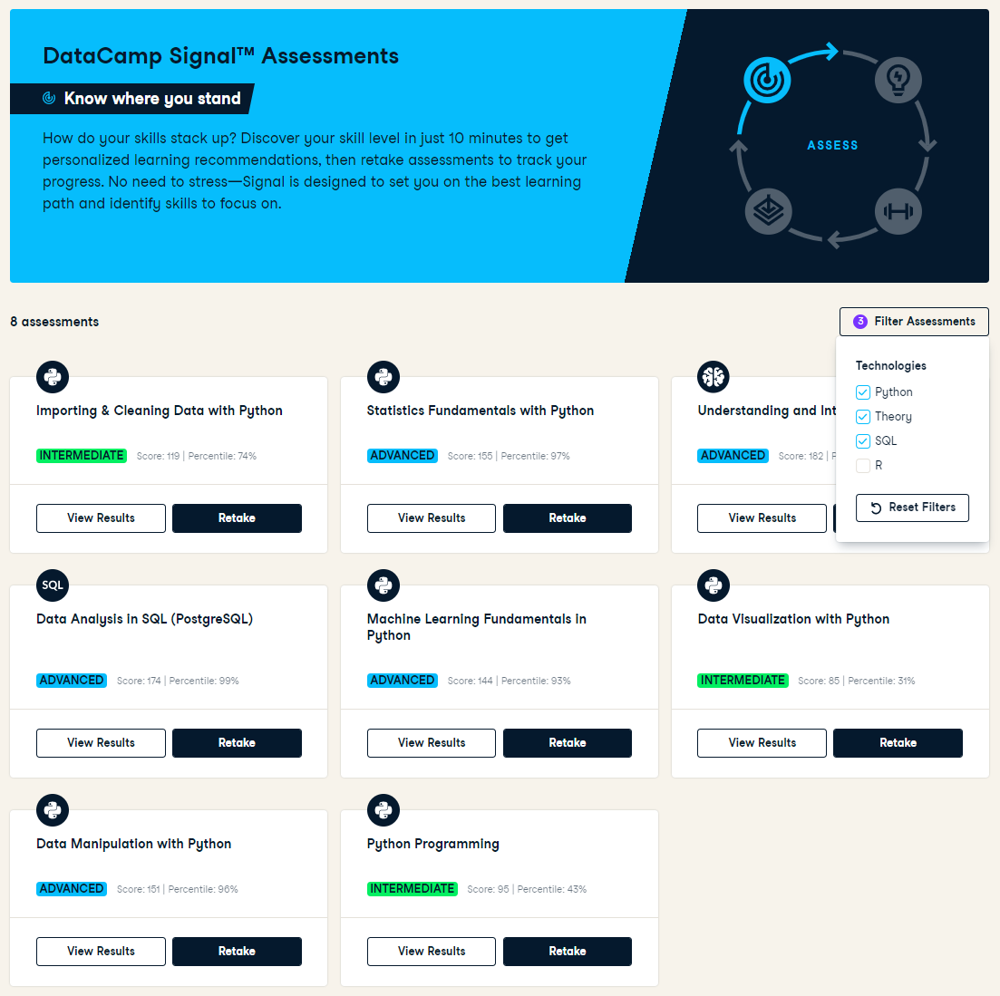 DataCamp Signal™ Assessments
Know where you stand
How do your skills stack up? Discover your skill level in just 10 minutes to get
personalized learning recommendations, then retake assessments to track your
progress. No need to stress—Signal is designed to set you on the best learning
path and identify skills to focus on.
ASSESS
8 assessments
3 Filter Assessments
Technologies
Python
Theory
SQL
R
Reset Filters
Importing & Cleaning Data with Python
INTERMEDIATE Score: 119 | Percentile: 74%
View Results Retake
Statistics Fundamentals with Python
ADVANCED Score: 155 | Percentile: 97%
View Results Retake
Understanding and Int
ADVANCED Score: 182 |
View Results
SQL
Data Analysis in SQL (PostgreSQL)
ADVANCED Score: 174 | Percentile: 99%
View Results Retake
Machine Learning Fundamentals in
Python
ADVANCED Score: 144 | Percentile: 93%
View Results Retake
Data Visualization with Python
INTERMEDIATE Score: 85 | Percentile: 31%
View Results Retake
Data Manipulation with Python
ADVANCED Score: 151 | Percentile: 96%
View Results Retake
Python Programming
INTERMEDIATE Score: 95 | Percentile: 43%
View Results Retake